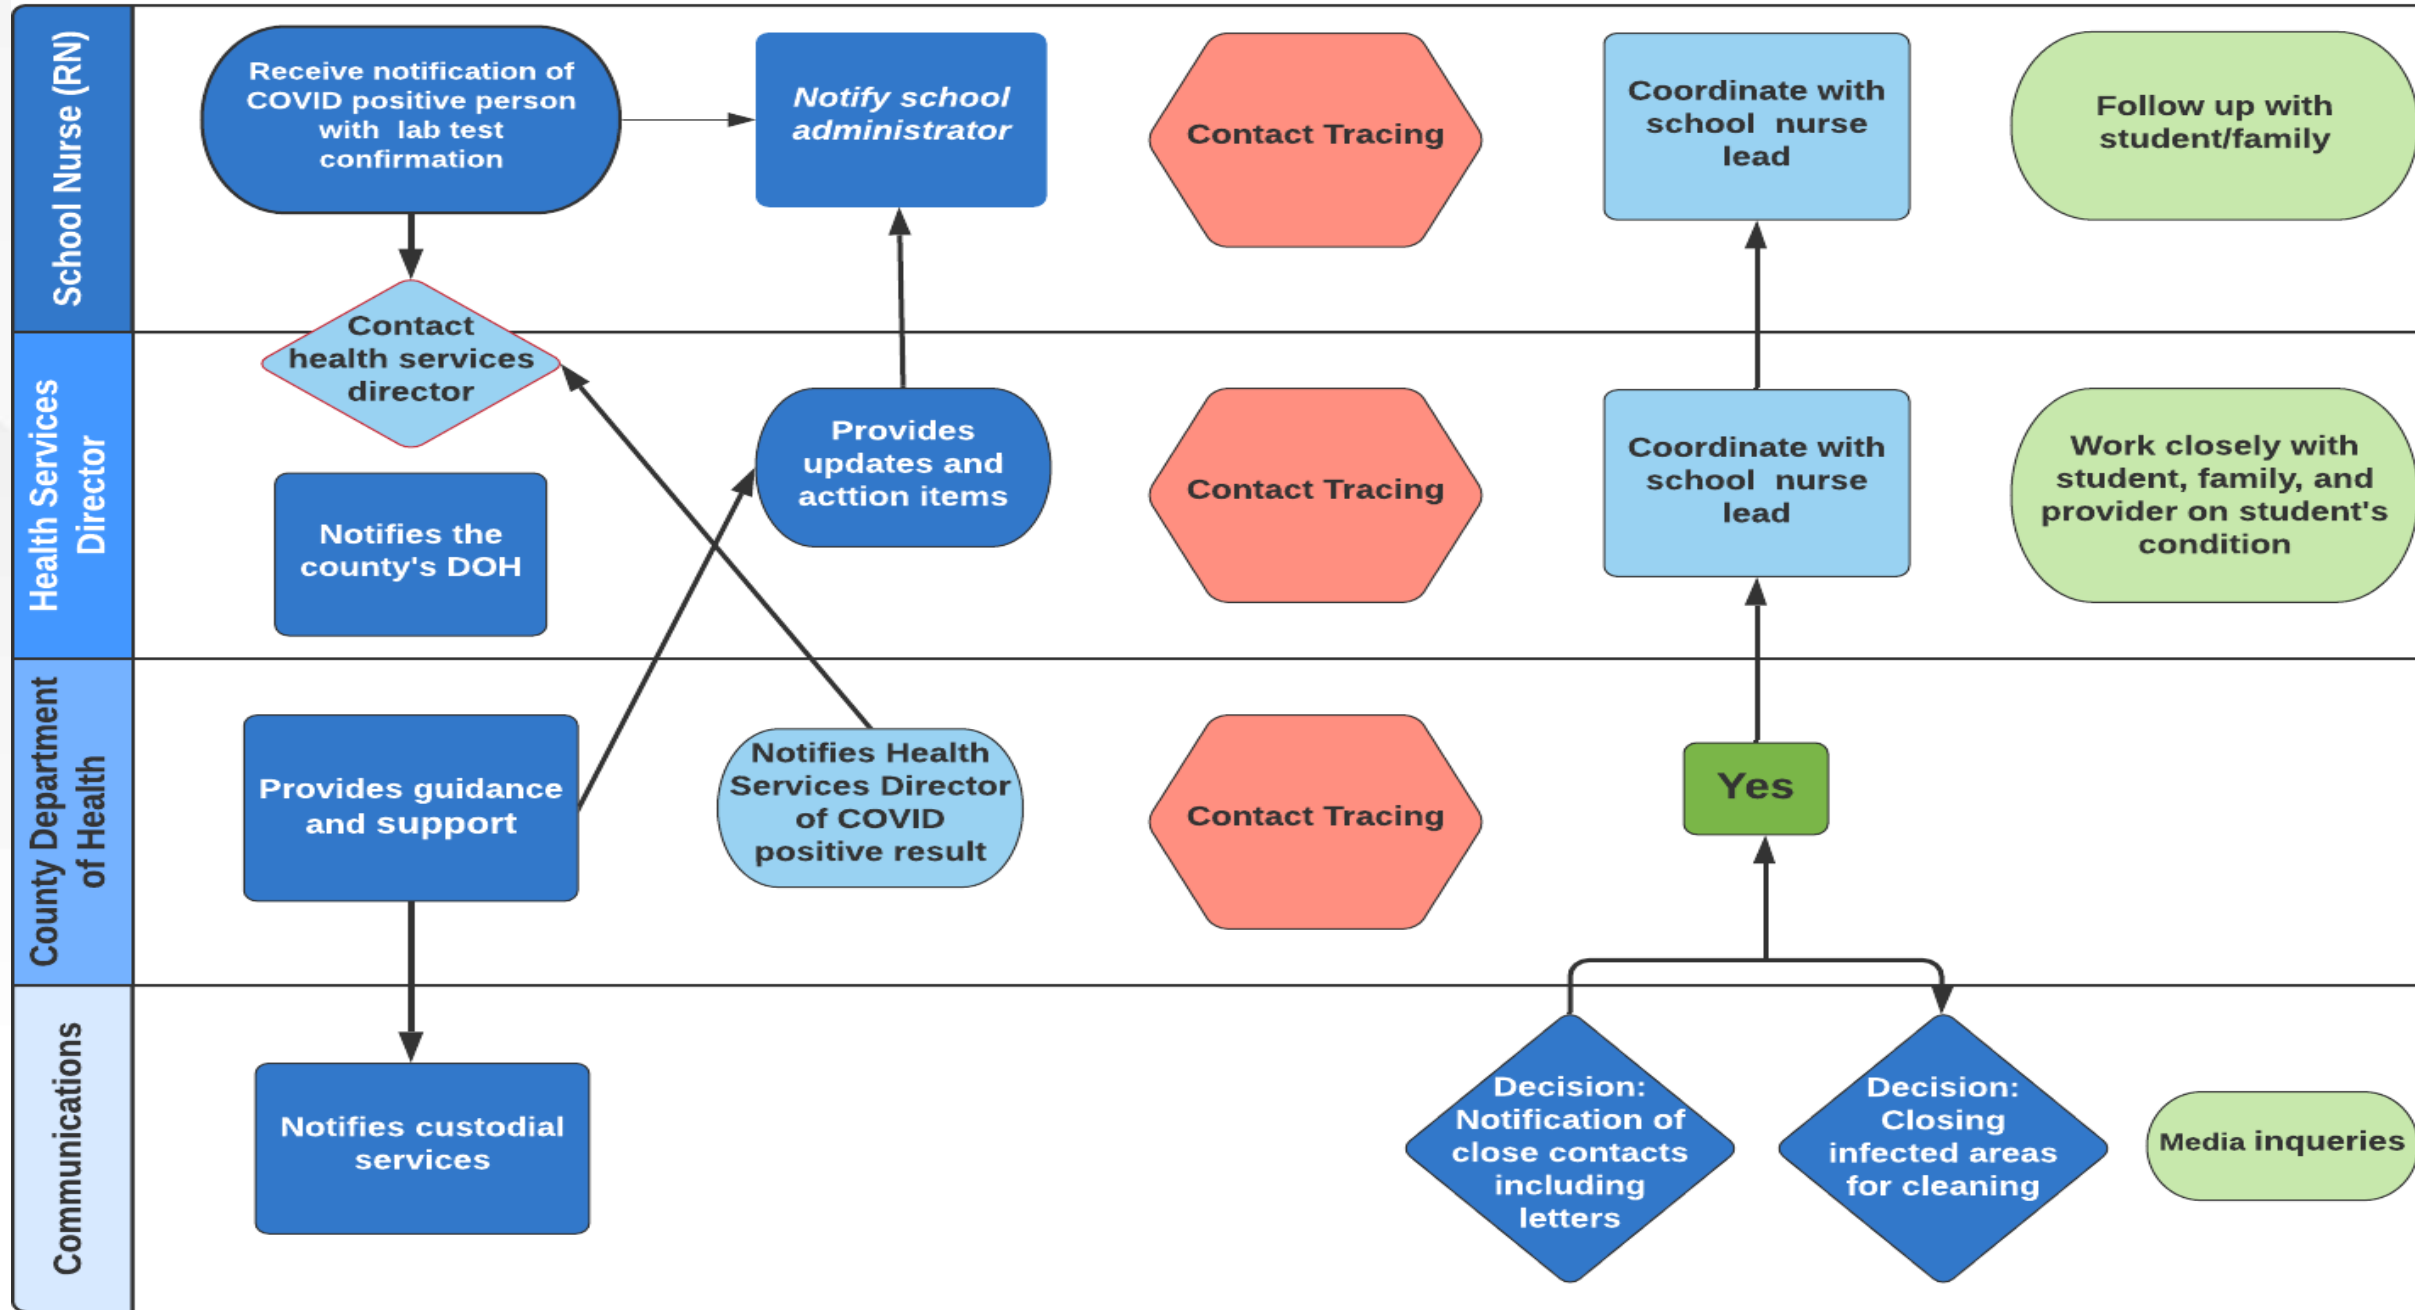 School Nurse (RN)
Receive notification of
COVID positive person
with lab test
confirmation
Notify school
administrator
Contact Tracing
Coordinate with
school nurse
lead
Follow up with
student/family
Contact
health services
director
Health Services
Director
Notifies the
county's DOH
Provides
updates and
acttion items
Contact Tracing
Coordinate with
school nurse
lead
Work closely with
student, family, and
provider on student's
condition
County Department
of Health
Provides guidance
and support
Notifies Health
Services Director
of COVID
positive result
Contact Tracing
Yes
Communications
Notifies custodial
services
Decision:
Notification of
close contacts
including
letters
Decision:
Closing
infected areas
for cleaning
Media inqueries